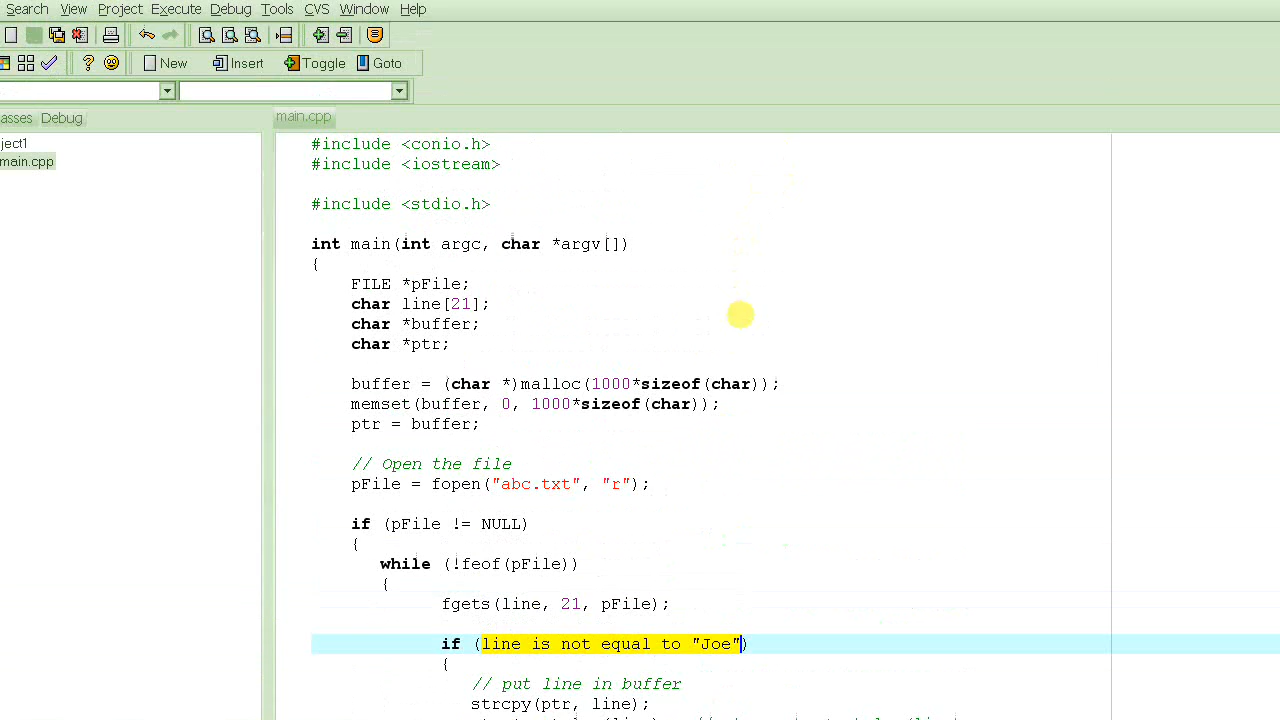 Search View Project Execute Debug Tools CVS Window Help
New Insert Toggle Goto
asses Debug
main.cpp
ject1
main.cpp
#include <conio.h>
#include <iostream>
#include <stdio.h>
int main(int argc, char *argv[])
{
FILE *pFile;
char line[21];
char *buffer;
char *ptr;
buffer = (char *)malloc(1000*sizeof(char));
memset(buffer, 0, 1000*sizeof(char));
ptr = buffer;
// Open the file
pFile = fopen("abc.txt", "r");
if (pFile != NULL)
{
while (!feof(pFile))
{
fgets(line, 21, pFile);
if (line is not equal to "Joe")
{
// put line in buffer
strcpy(ptr, line);